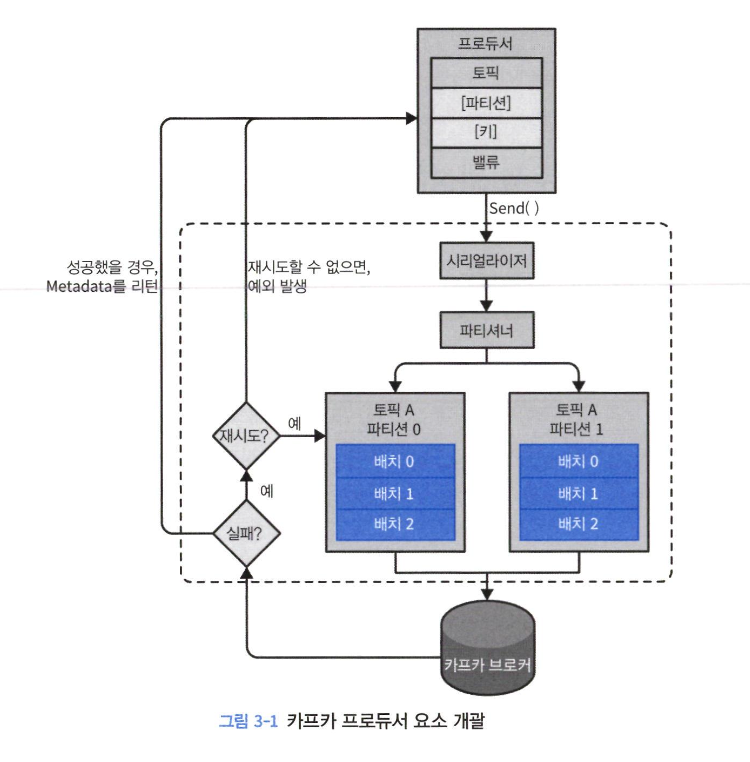 프로듀서
토픽
[파티션]
[키]
밸류
Send( )
성공했을 경우,
Metadata를 리턴
재시도할 수 없으면,
예외 발생
시리얼라이저
파티셔너
토픽 A
파티션 0
배치 0
배치 1
배치 2
토픽 A
파티션 1
배치 0
배치 1
배치 2
재시도?
예
예
실패?
카프카 브로커
그림 3-1 카프카 프로듀서 요소 개괄